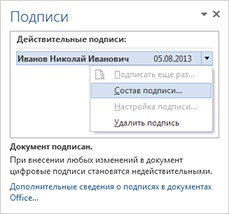 Подписи
Действительные подписи:
Иванов Николай Иванович 05.08.2013
Подписать еще раз...
Состав подписи...
Настройка подписи...
Удалить подпись
Документ подписан.
При внесении любых изменений в документ
цифровые подписи становятся недействительными.
Дополнительные сведения о подписях в документах
Office...